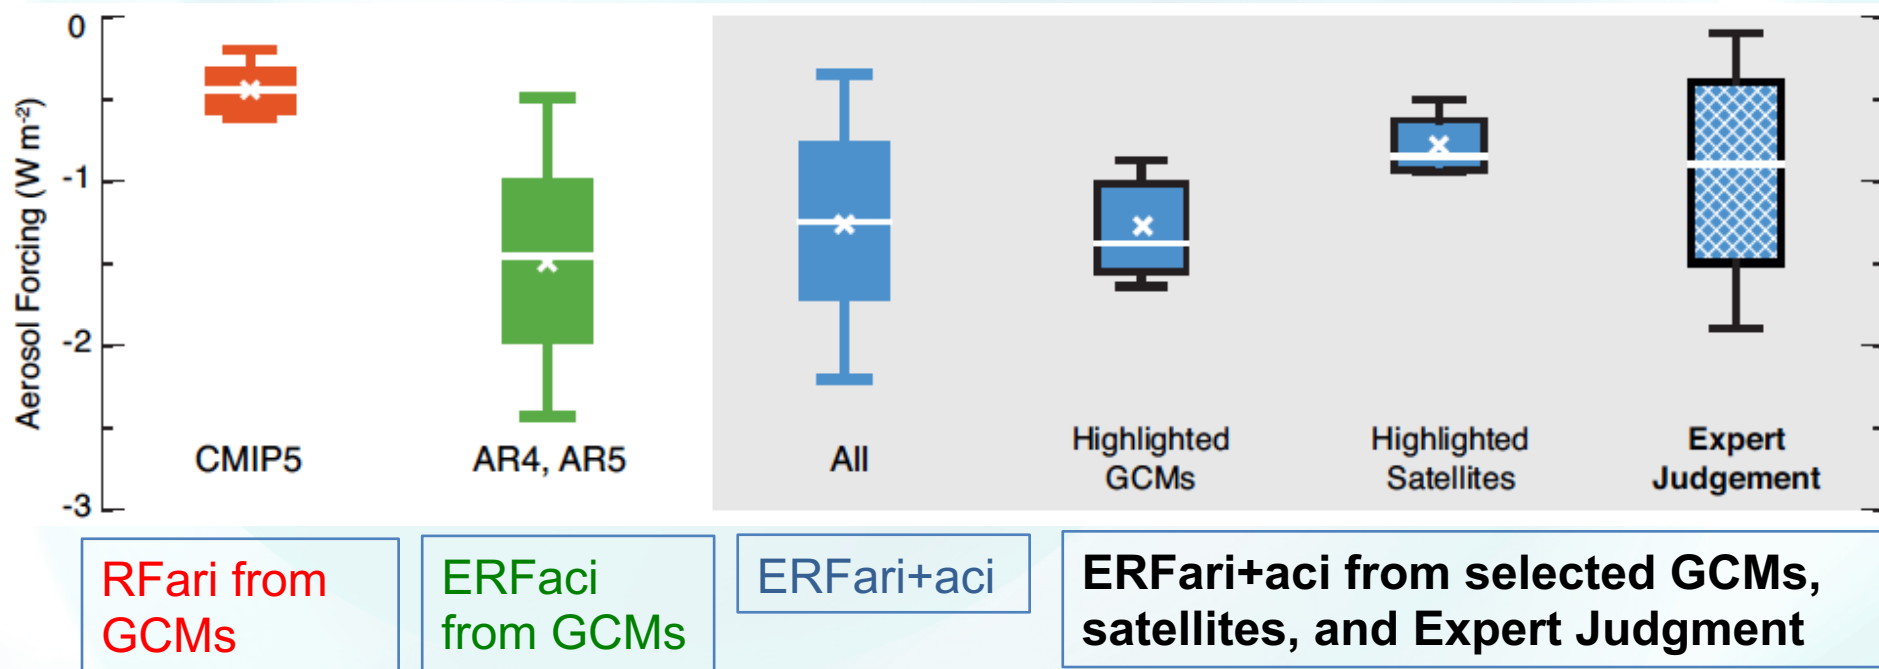 0
-1
-2
-3
Aerosol Forcing (W m⁻²)
CMIP5
AR4, AR5
All
Highlighted
GCMs
Highlighted
Satellites
Expert
Judgement
RFari from
GCMs
ERFaci
from GCMs
ERFari+aci
ERFari+aci from selected GCMs,
satellites, and Expert Judgment